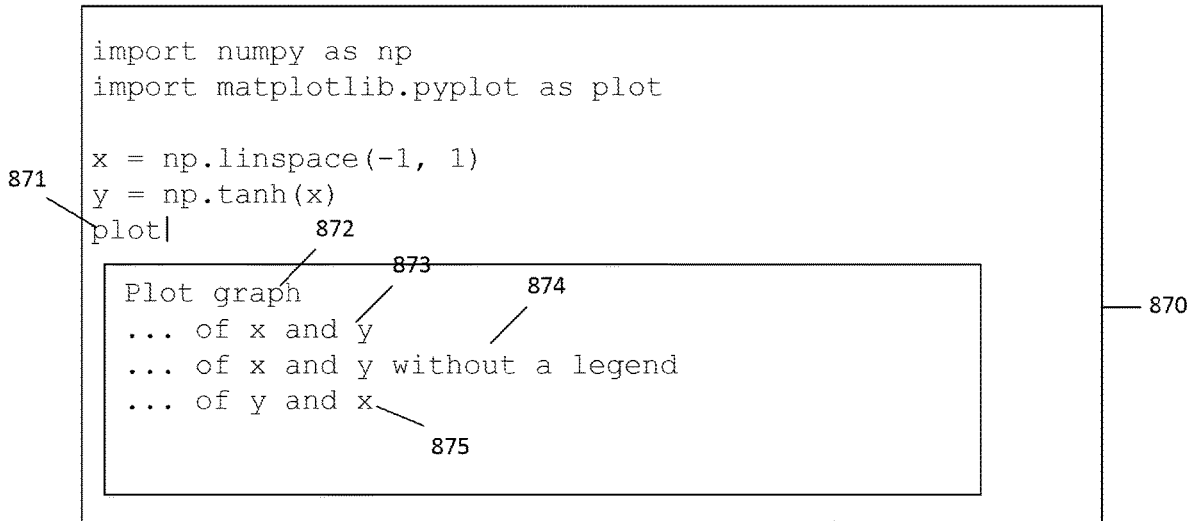 import numpy as np
import matplotlib.pyplot as plot
x = np.linspace(-1, 1)
871
y = np.tanh(x)
plot|
872
873
Plot graph
874
870
... of x and y
... of x and y without a legend
... of y and x
875